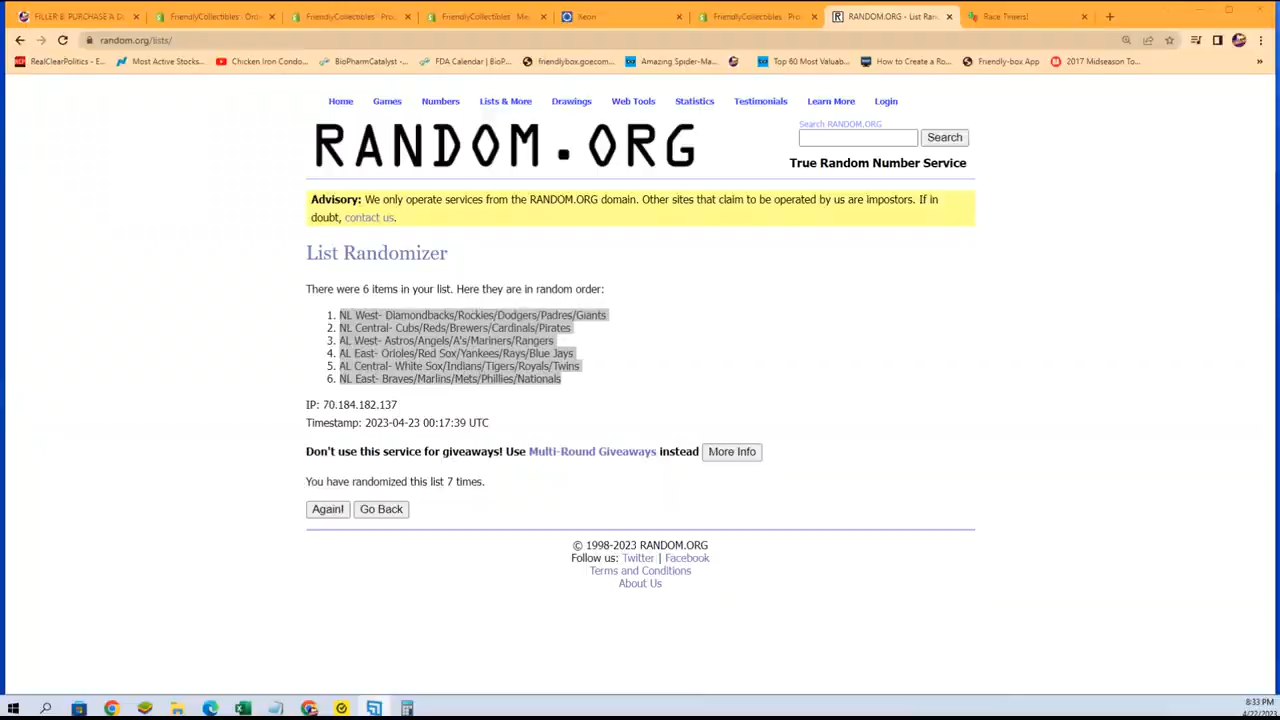 FILLER 8: PURCHASE A D
FriendlyCollectibles · Onli
FriendlyCollectibles · Pro
FriendlyCollectibles · Me
Xeon
FriendlyCollectibles · Pro
RANDOM.ORG - List Ran
Race Timers!
random.org/lists/
RealClearPolitics - E...
Most Active Stocks...
Chicken Iron Condo...
BioPharmCatalyst -...
FDA Calendar | BioP...
friendlybox.goecom...
Amazing Spider-Ma...
Top 60 Most Valuab...
How to Create a Ro...
Friendly-box App
2017 Midseason To...
»
Home Games Numbers Lists & More Drawings Web Tools Statistics Testimonials Learn More Login
Search RANDOM.ORG
RANDOM.ORG
Search
True Random Number Service
Advisory: We only operate services from the RANDOM.ORG domain. Other sites that claim to be operated by us are impostors. If in
doubt, contact us.
List Randomizer
There were 6 items in your list. Here they are in random order:
1. NL West- Diamondbacks/Rockies/Dodgers/Padres/Giants
2. NL Central- Cubs/Reds/Brewers/Cardinals/Pirates
3. AL West- Astros/Angels/A's/Mariners/Rangers
4. AL East- Orioles/Red Sox/Yankees/Rays/Blue Jays
5. AL Central- White Sox/Indians/Tigers/Royals/Twins
6. NL East- Braves/Marlins/Mets/Phillies/Nationals
IP: 70.184.182.137
Timestamp: 2023-04-23 00:17:39 UTC
Don't use this service for giveaways! Use Multi-Round Giveaways instead More Info
You have randomized this list 7 times.
Again! Go Back
© 1998-2023 RANDOM.ORG
Follow us: Twitter | Facebook
Terms and Conditions
About Us
8:33 PM
4/22/2023